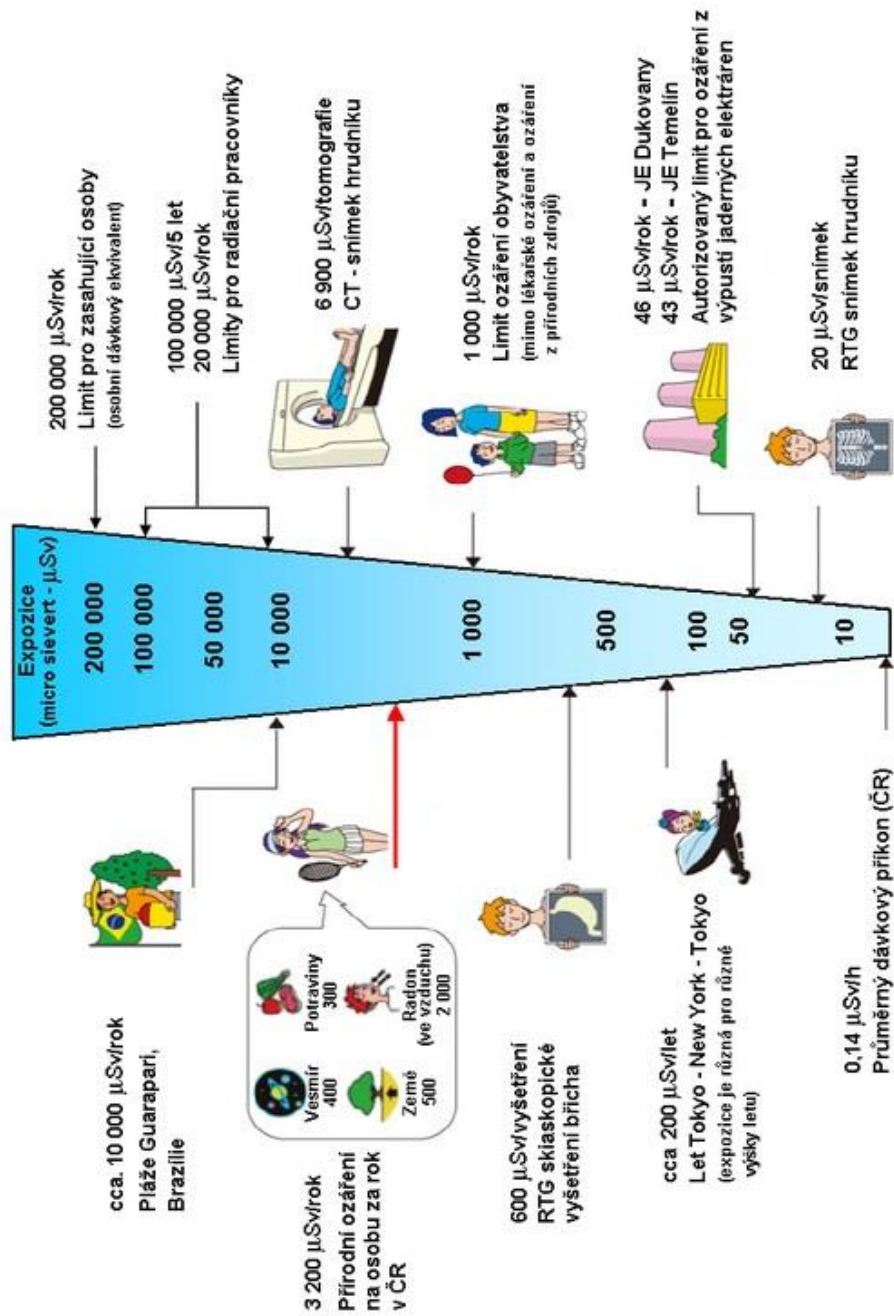 Expozice
(micro sievert - µSv)
200 000
100 000
50 000
10 000
1 000
500
100
50
10
cca. 10 000 µSv/rok
Pláže Guarapari,
Brazílie
3 200 µSv/rok
Přírodní ozáření
na osobu za rok
v ČR
Vesmír
400
Potraviny
300
Země
500
Radon
(ve vzduchu)
2 000
600 µSv/vyšetření
RTG skiaskopické
vyšetření břicha
cca 200 µSv/let
Let Tokyo - New York - Tokyo
(expozice je různá pro různé
výšky letu)
0,14 µSv/h
Průměrný dávkový příkon (ČR)
200 000 µSv/rok
Limit pro zasahující osoby
(osobní dávkový ekvivalent)
100 000 µSv/5 let
20 000 µSv/rok
Limity pro radiační pracovníky
6 900 µSv/tomografie
CT - snímek hrudníku
1 000 µSv/rok
Limit ozáření obyvatelstva
(mimo lékařské ozáření a ozáření
z přírodních zdrojů)
46 µSv/rok - JE Dukovany
43 µSv/rok - JE Temelín
Autorizovaný limit pro ozáření z
výpustí jaderných elektráren
20 µSv/snímek
RTG snímek hrudníku